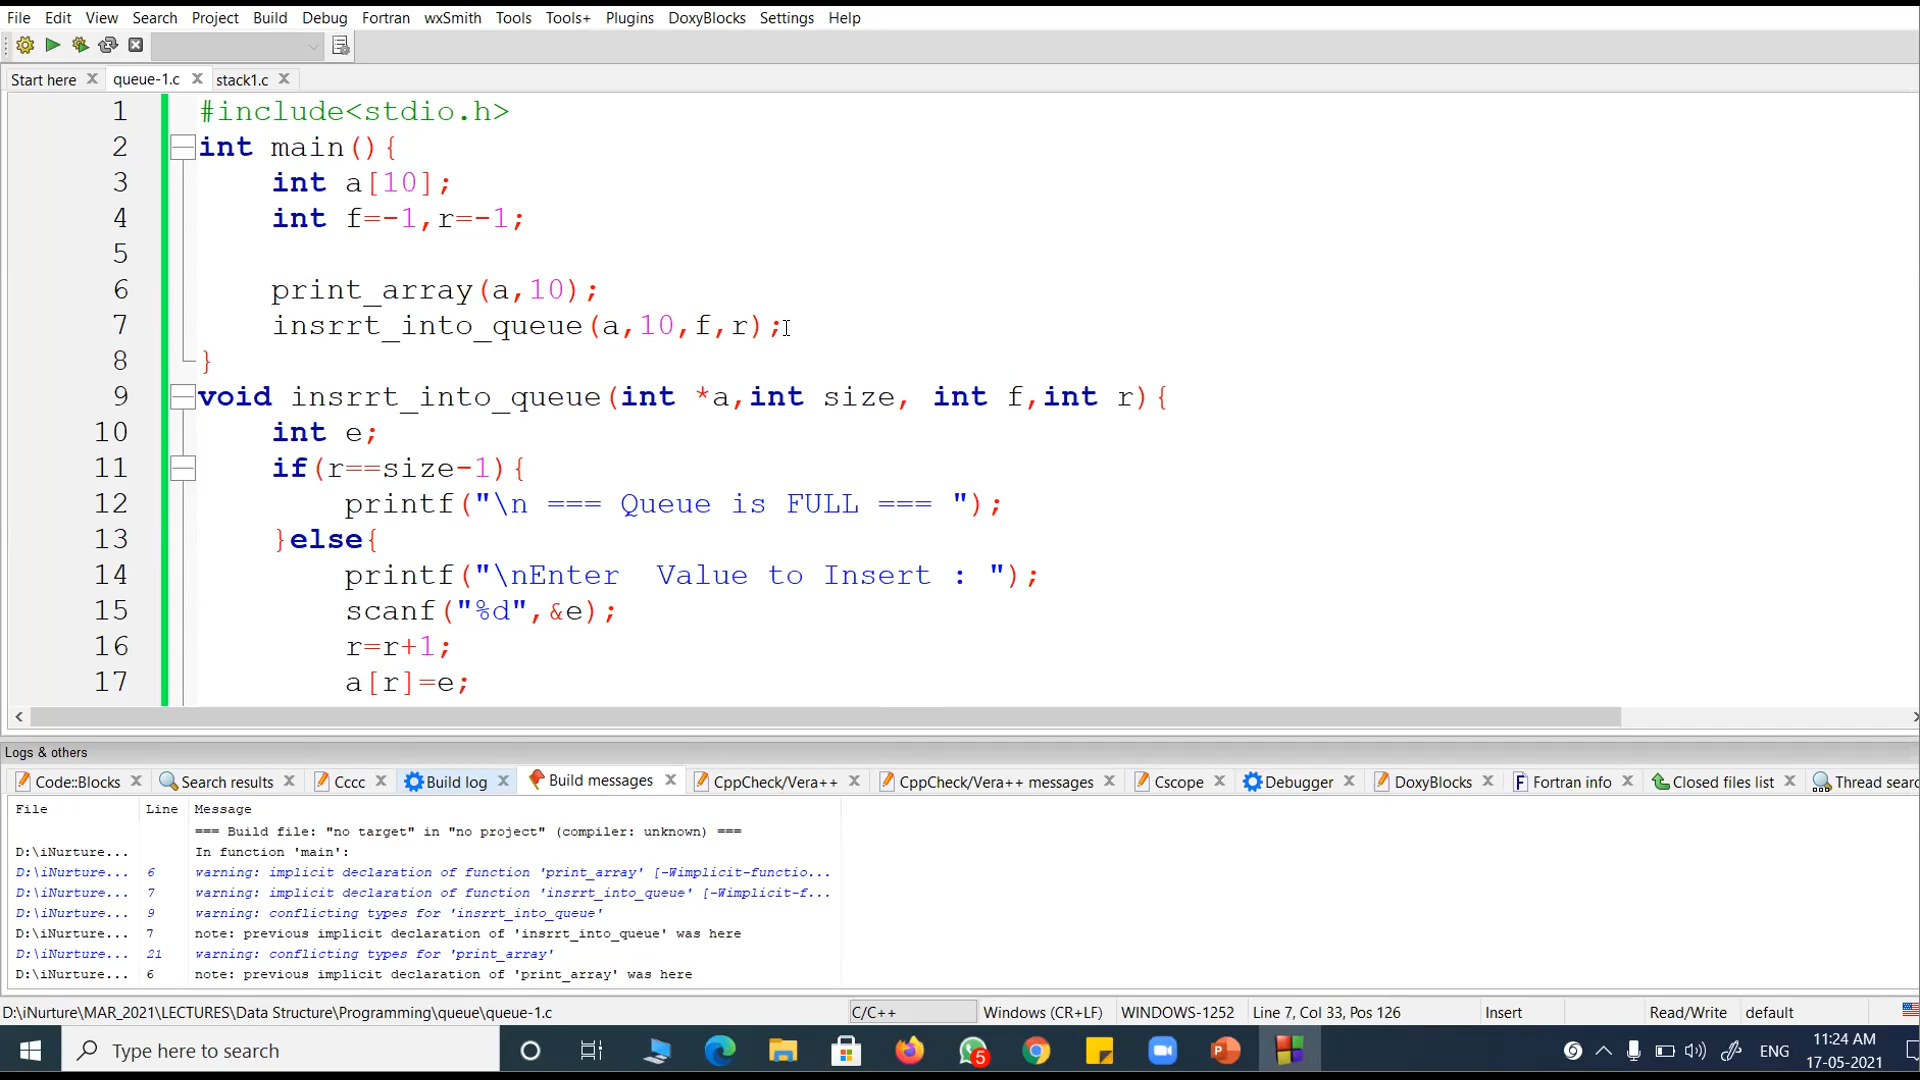 File Edit View Search Project Build Debug Fortran wxSmith Tools Tools+ Plugins DoxyBlocks Settings Help
Start here queue-1.c stack1.c
1 #include<stdio.h>
2 int main(){
3 int a[10];
4 int f=-1,r=-1;
5
6 print_array(a,10);
7 insrrt_into_queue(a,10,f,r);
8 }
9 void insrrt_into_queue(int *a,int size, int f,int r){
10 int e;
11 if(r==size-1){
12 printf("\n === Queue is FULL === ");
13 }else{
14 printf("\nEnter  Value to Insert : ");
15 scanf("%d",&e);
16 r=r+1;
17 a[r]=e;
Logs & others
Code::Blocks Search results Cccc Build log Build messages CppCheck/Vera++ CppCheck/Vera++ messages Cscope Debugger DoxyBlocks Fortran info Closed files list Thread searc
File Line Message
=== Build file: "no target" in "no project" (compiler: unknown) ===
D:\iNurture... In function 'main':
D:\iNurture... 6 warning: implicit declaration of function 'print_array' [-Wimplicit-functio...
D:\iNurture... 7 warning: implicit declaration of function 'insrrt_into_queue' [-Wimplicit-f...
D:\iNurture... 9 warning: conflicting types for 'insrrt_into_queue'
D:\iNurture... 7 note: previous implicit declaration of 'insrrt_into_queue' was here
D:\iNurture... 21 warning: conflicting types for 'print_array'
D:\iNurture... 6 note: previous implicit declaration of 'print_array' was here
D:\iNurture\MAR_2021\LECTURES\Data Structure\Programming\queue\queue-1.c C/C++ Windows (CR+LF) WINDOWS-1252 Line 7, Col 33, Pos 126 Insert Read/Write default
Type here to search 5 ENG 11:24 AM
17-05-2021